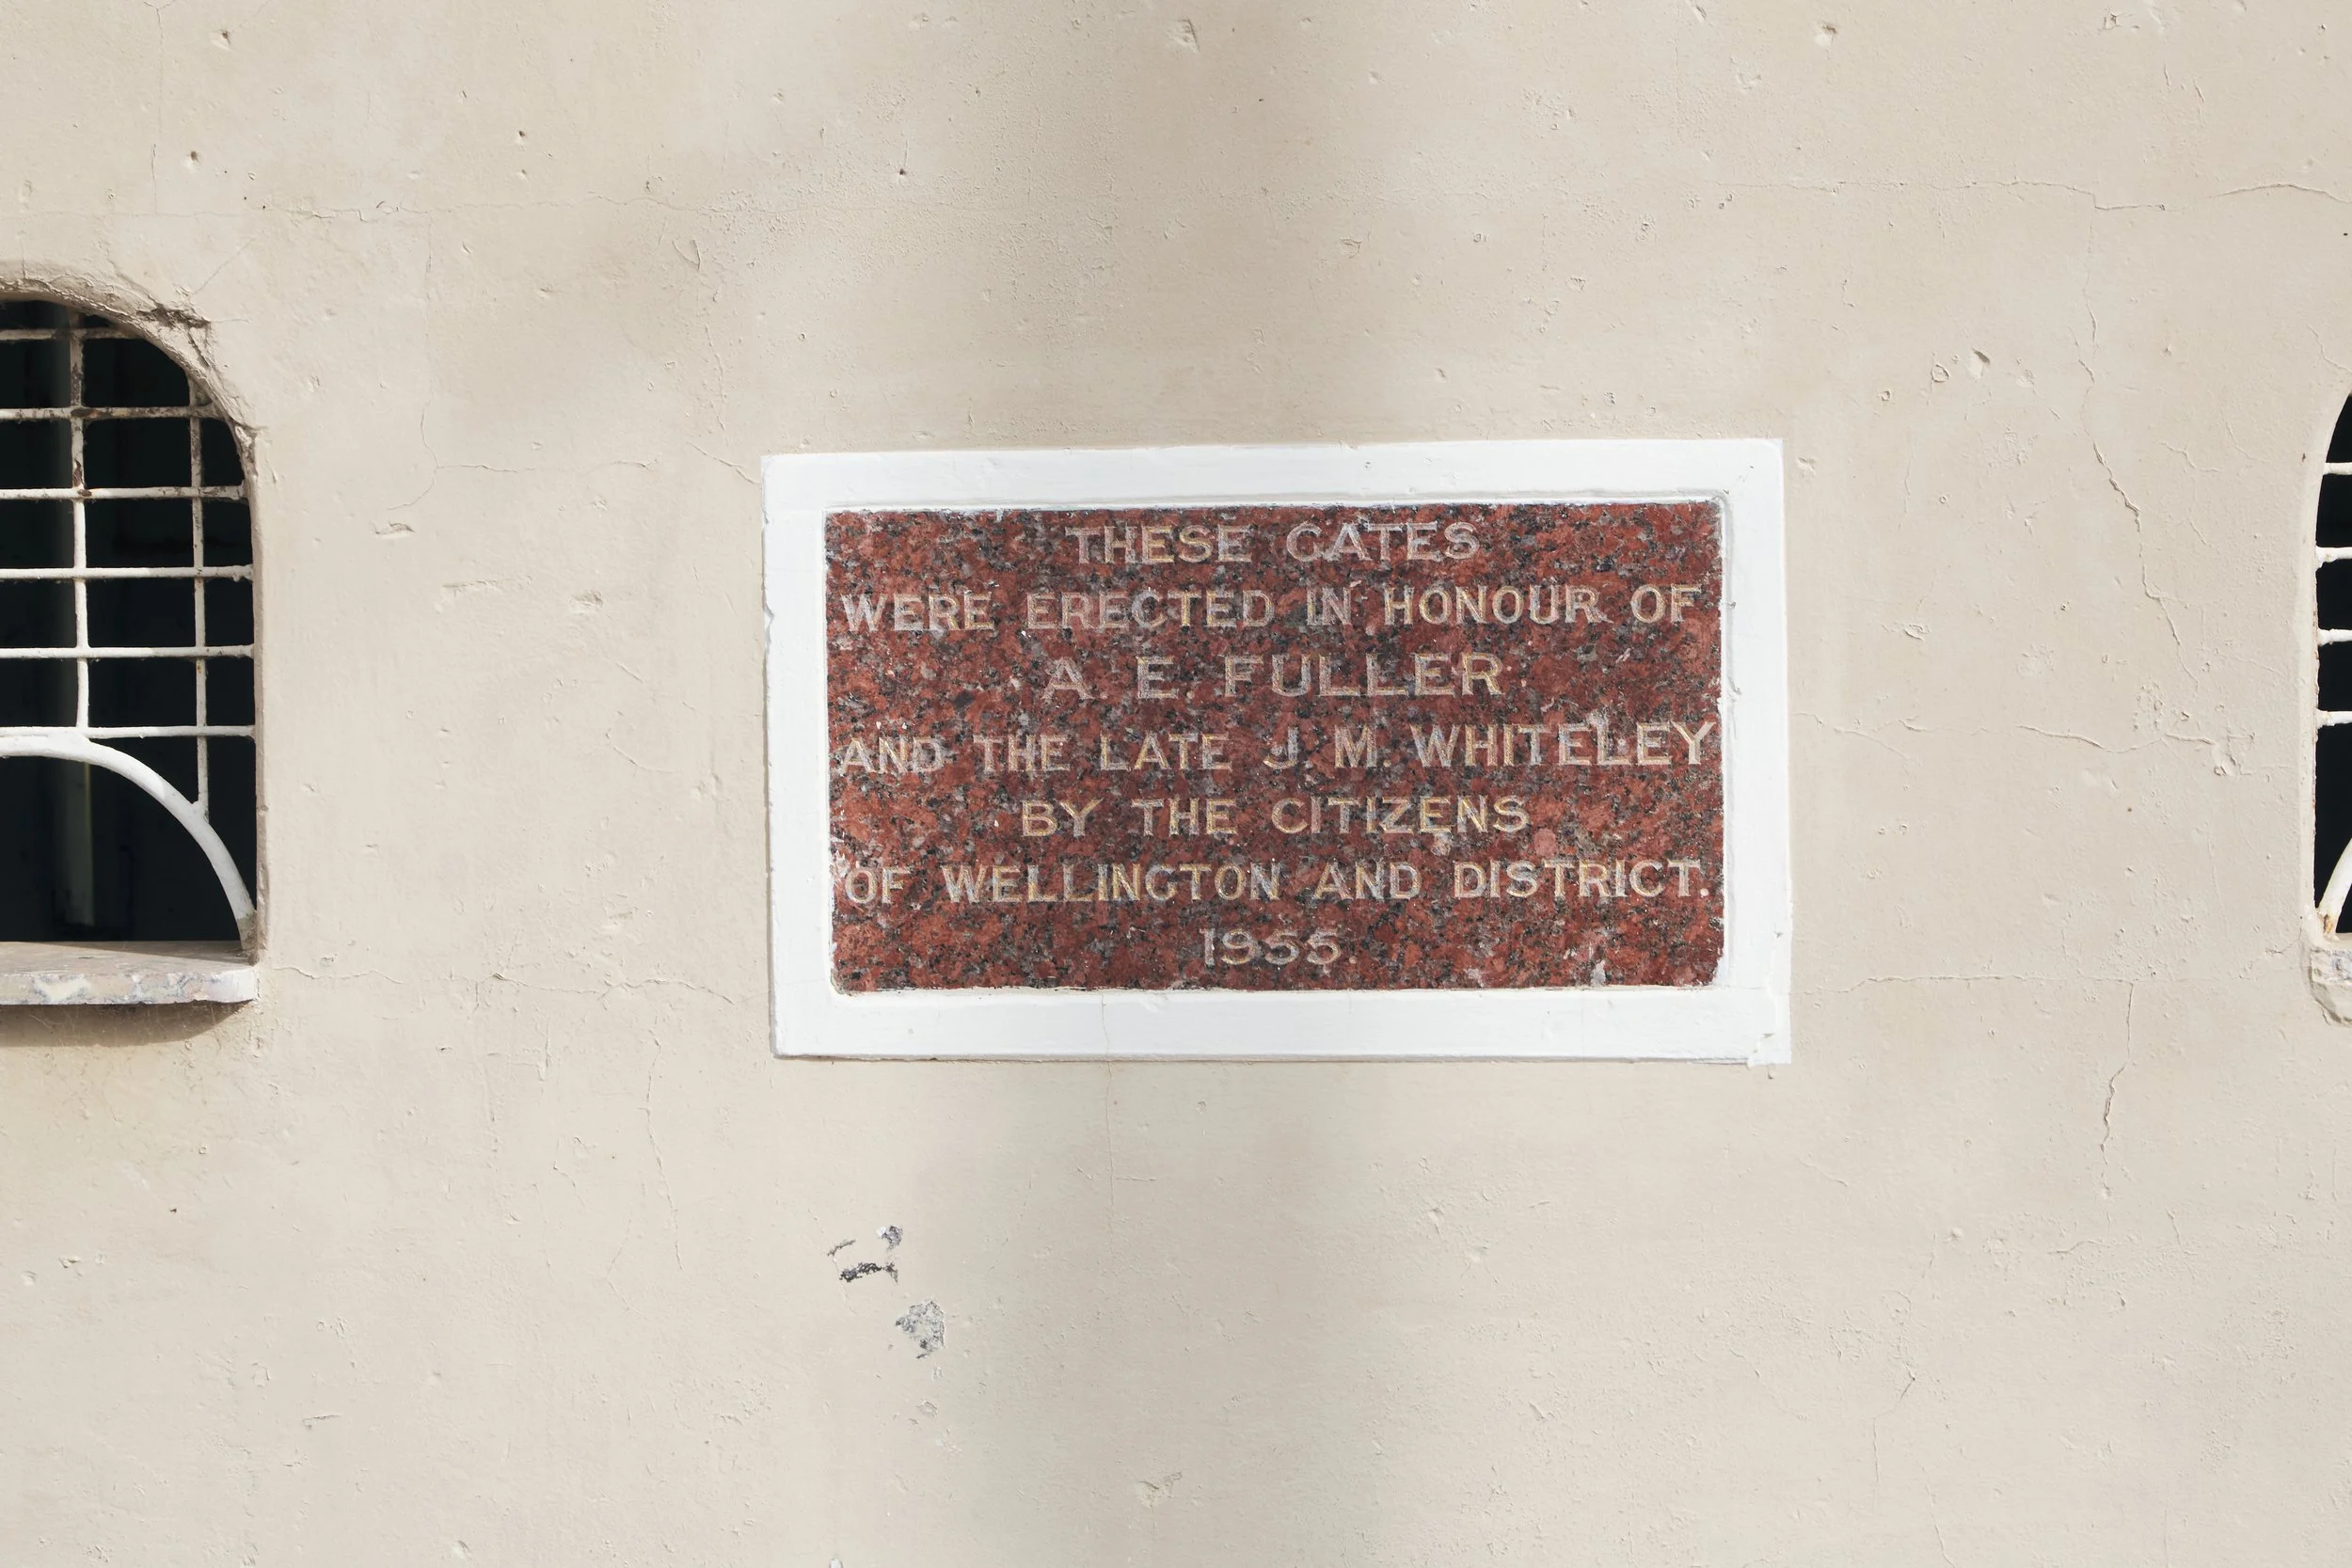 THESE GATES
WERE ERECTED IN HONOUR OF
A. E. FULLER
AND THE LATE J. M. WHITELEY
BY THE CITIZENS
OF WELLINGTON AND DISTRICT.
1955.